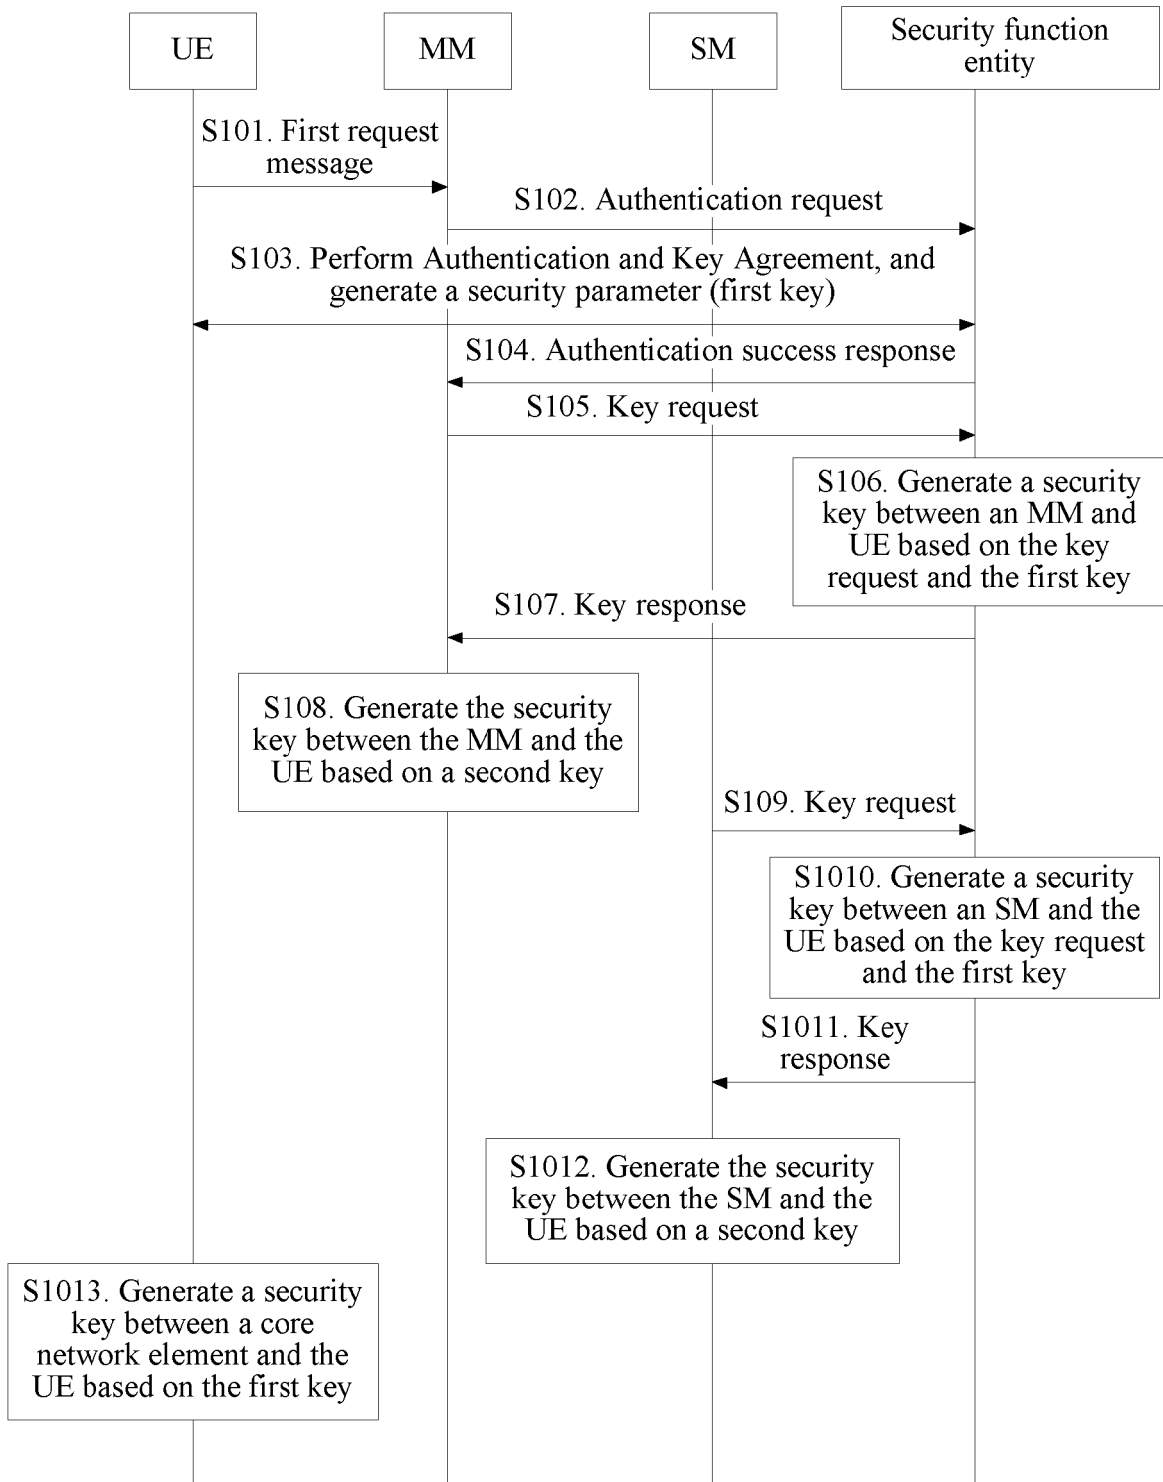 UE
MM
SM
Security function
entity
S101. First request
message
S102. Authentication request
S103. Perform Authentication and Key Agreement, and
generate a security parameter (first key)
S104. Authentication success response
S105. Key request
S106. Generate a security
key between an MM and
UE based on the key
request and the first key
S107. Key response
S108. Generate the security
key between the MM and the
UE based on a second key
S109. Key request
S1010. Generate a security
key between an SM and the
UE based on the key request
and the first key
S1011. Key
response
S1012. Generate the security
key between the SM and the
UE based on a second key
S1013. Generate a security
key between a core
network element and the
UE based on the first key